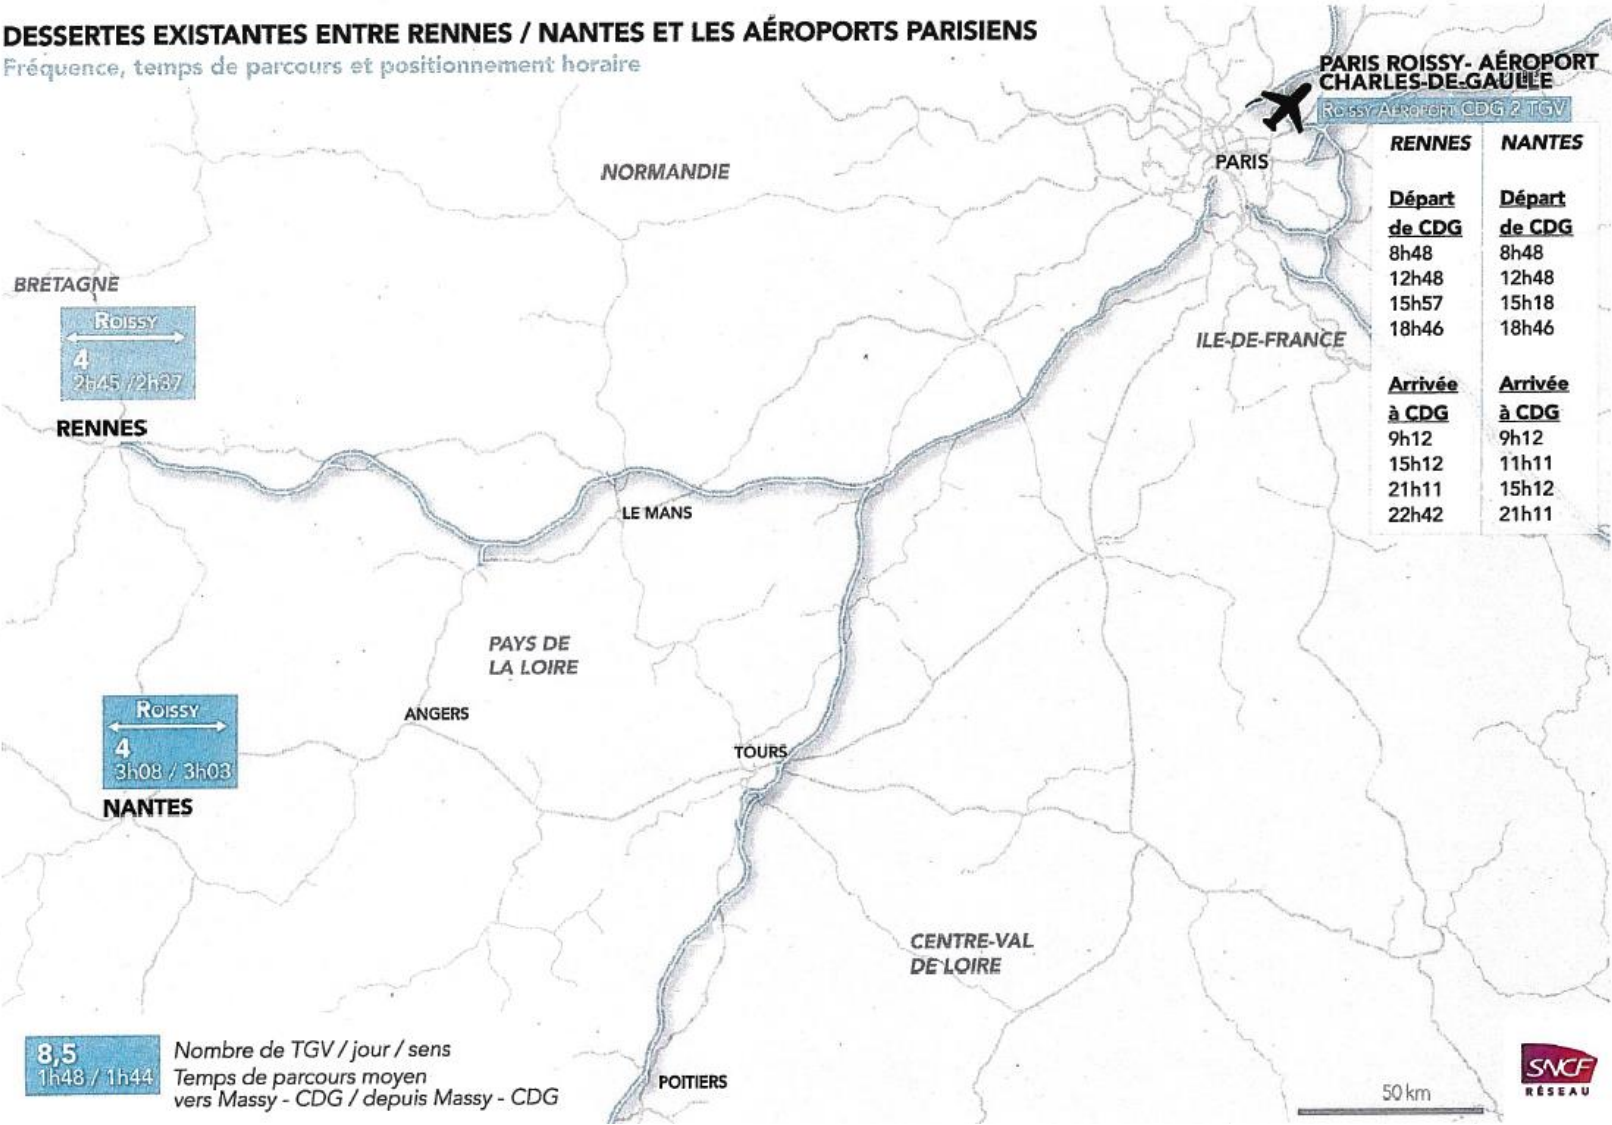 DESSERTES EXISTANTES ENTRE RENNES / NANTES ET LES AÉROPORTS PARISIENS
Fréquence, temps de parcours et positionnement horaire
PARIS ROISSY- AÉROPORT
CHARLES-DE-GAULLE
ROISSY AÉROPORT CDG 2 TGV
RENNES
Départ
de CDG
8h48
12h48
15h57
18h46
Arrivée
à CDG
9h12
15h12
21h11
22h42
NANTES
Départ
de CDG
8h48
12h48
15h18
18h46
Arrivée
à CDG
9h12
11h11
15h12
21h11
PARIS
NORMANDIE
BRETAGNE
ILE-DE-FRANCE
ROISSY
4
2h45 /2h37
RENNES
LE MANS
PAYS DE
LA LOIRE
ROISSY
4
3h08 / 3h03
NANTES
ANGERS
TOURS
CENTRE-VAL
DE LOIRE
POITIERS
8,5
1h48 / 1h44
Nombre de TGV / jour / sens
Temps de parcours moyen
vers Massy - CDG / depuis Massy - CDG
50 km
SNCF
RÉSEAU